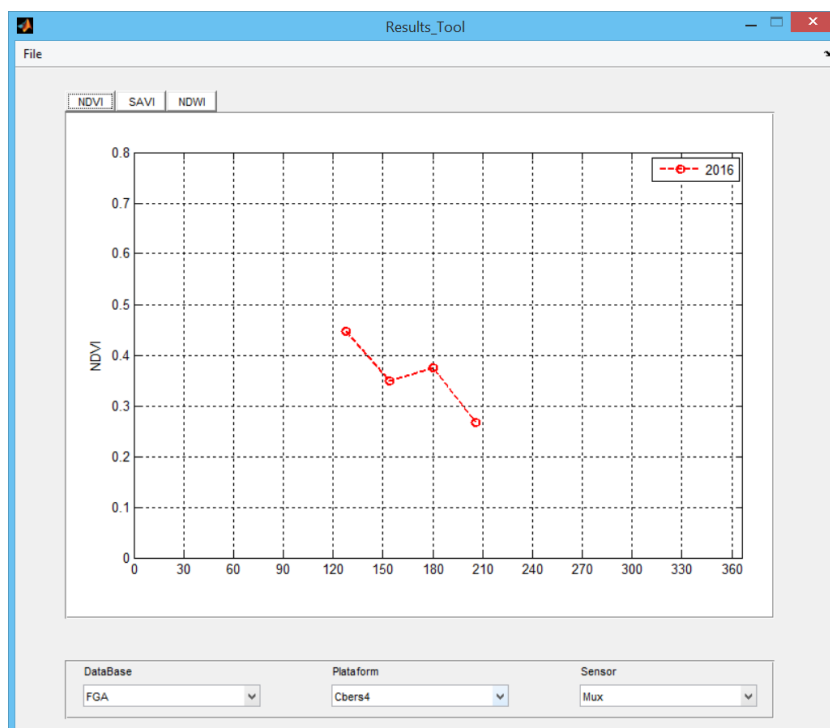 Results_Tool
File
NDVI SAVI NDWI
2016
0.8
0.7
0.6
0.5
0.4
0.3
0.2
0.1
0
NDVI
0 30 60 90 120 150 180 210 240 270 300 330 360
DataBase Plataform Sensor
FGA Cbers4 Mux